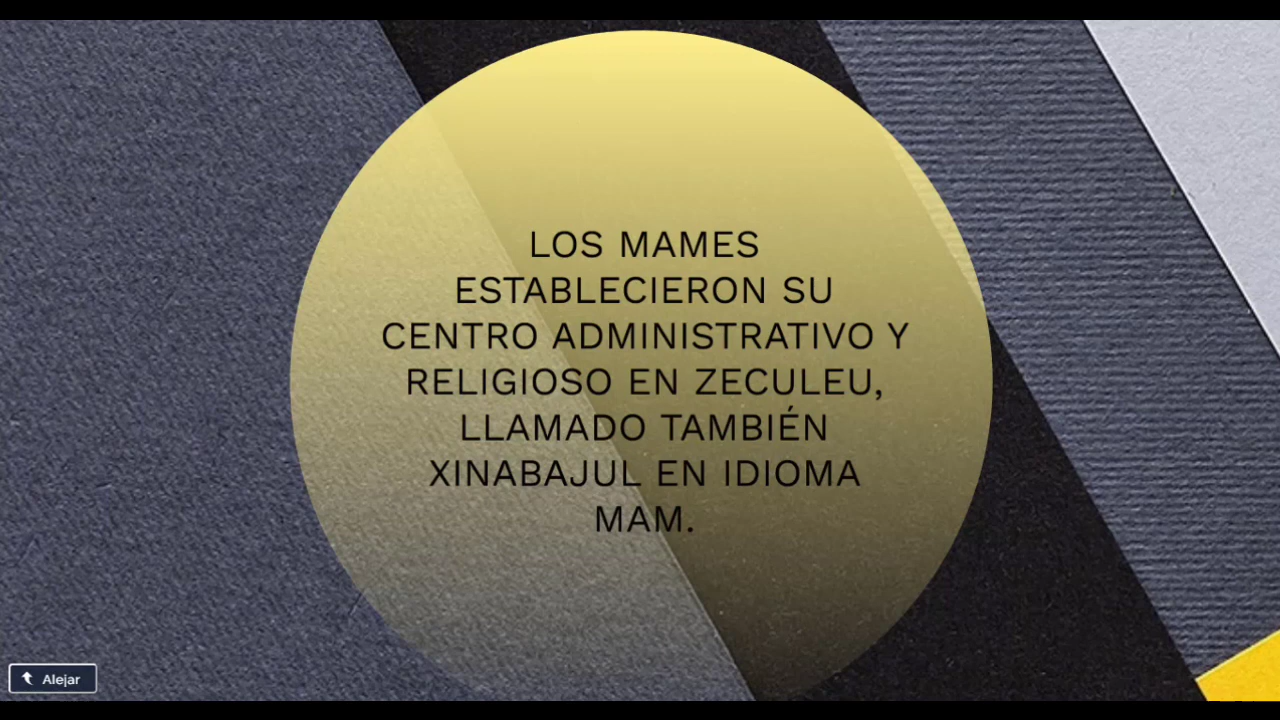 LOS MAMES
ESTABLECIERON SU
CENTRO ADMINISTRATIVO Y
RELIGIOSO EN ZECULEU,
LLAMADO TAMBIÉN
XINABAJUL EN IDIOMA
MAM.
Alejar